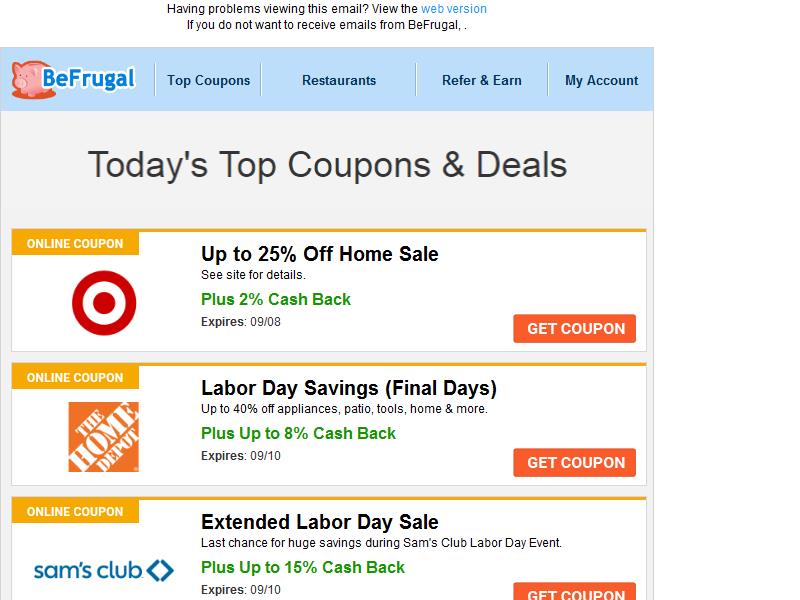 Having problems viewing this email? View the web version
If you do not want to receive emails from BeFrugal, .
BeFrugal
Top Coupons
Restaurants
Refer & Earn
My Account
Today's Top Coupons & Deals
ONLINE COUPON
Up to 25% Off Home Sale
See site for details.
Plus 2% Cash Back
Expires: 09/08
GET COUPON
ONLINE COUPON
THE HOME DEPOT
Labor Day Savings (Final Days)
Up to 40% off appliances, patio, tools, home & more.
Plus Up to 8% Cash Back
Expires: 09/10
GET COUPON
ONLINE COUPON
sam's club
Extended Labor Day Sale
Last chance for huge savings during Sam's Club Labor Day Event.
Plus Up to 15% Cash Back
Expires: 09/10
GET COUPON